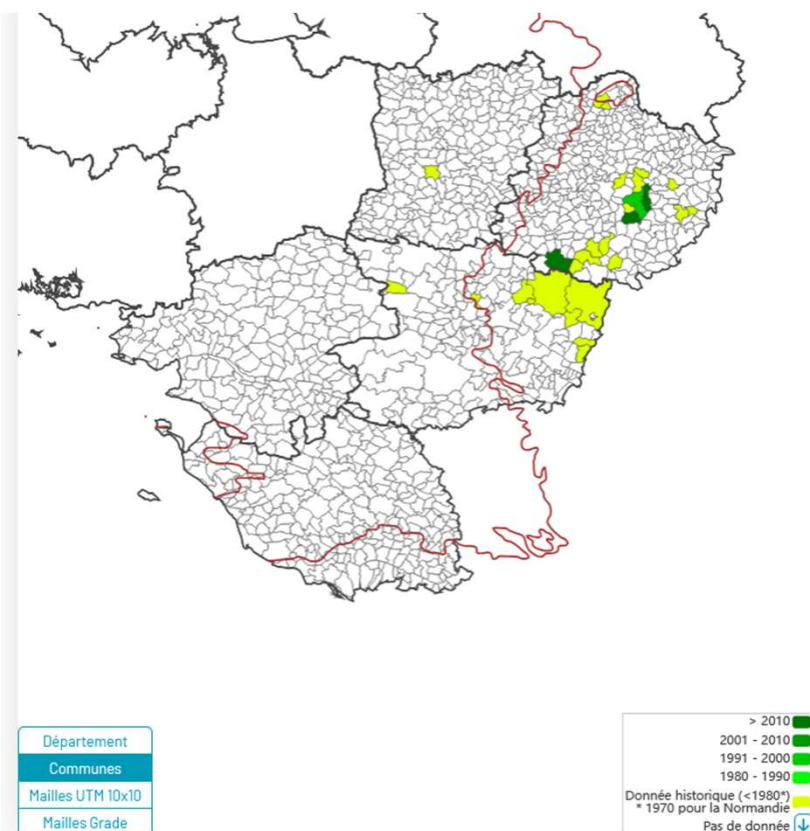 Département
Communes
Mailles UTM 10x10
Mailles Grade
> 2010
2001 - 2010
1991 - 2000
1980 - 1990
Donnée historique (<1980*)
* 1970 pour la Normandie
Pas de donnée